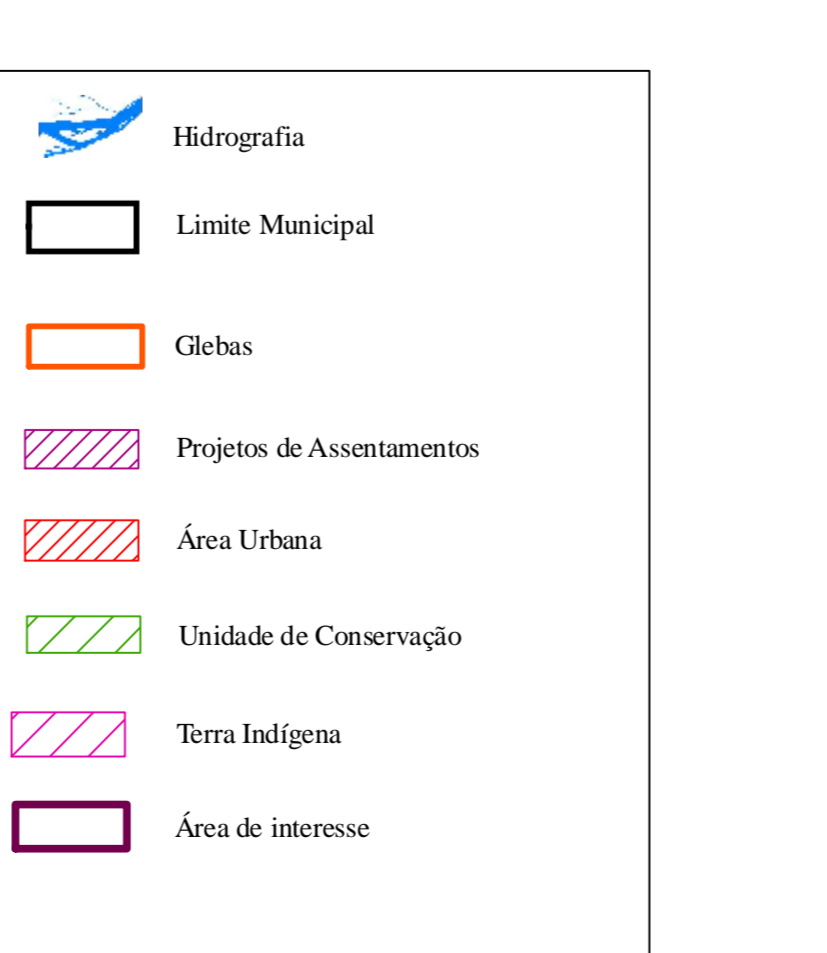 Hidrografia
Limite Municipal
Glebas
Projetos de Assentamentos
Área Urbana
Unidade de Conservação
Terra Indígena
Área de interesse